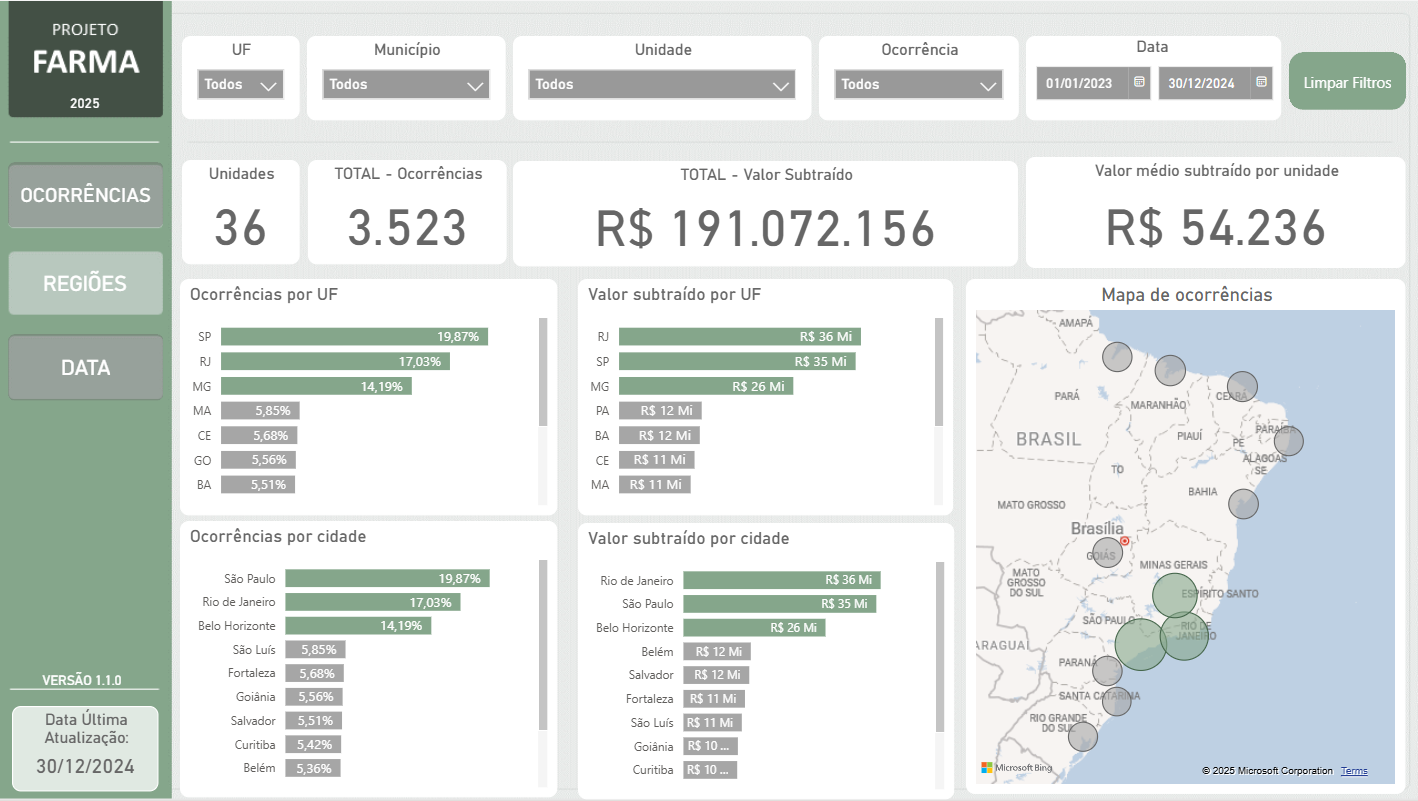 PROJETO
FARMA
2025
OCORRÊNCIAS
REGIÕES
DATA
VERSÃO 1.1.0
Data Última
Atualização:
30/12/2024
UF
Todos
Município
Todos
Unidade
Todos
Ocorrência
Todos
Data
01/01/2023
30/12/2024
Limpar Filtros
Unidades
36
TOTAL - Ocorrências
3.523
TOTAL - Valor Subtraído
R$ 191.072.156
Valor médio subtraído por unidade
R$ 54.236
Ocorrências por UF
SP 19,87%
RJ 17,03%
MG 14,19%
MA 5,85%
CE 5,68%
GO 5,56%
BA 5,51%
Valor subtraído por UF
RJ R$ 36 Mi
SP R$ 35 Mi
MG R$ 26 Mi
PA R$ 12 Mi
BA R$ 12 Mi
CE R$ 11 Mi
MA R$ 11 Mi
Ocorrências por cidade
São Paulo 19,87%
Rio de Janeiro 17,03%
Belo Horizonte 14,19%
São Luís 5,85%
Fortaleza 5,68%
Goiânia 5,56%
Salvador 5,51%
Curitiba 5,42%
Belém 5,36%
Valor subtraído por cidade
Rio de Janeiro R$ 36 Mi
São Paulo R$ 35 Mi
Belo Horizonte R$ 26 Mi
Belém R$ 12 Mi
Salvador R$ 12 Mi
Fortaleza R$ 11 Mi
São Luís R$ 11 Mi
Goiânia R$ 10 ...
Curitiba R$ 10 ...
Mapa de ocorrências
AMAPÁ
PARÁ
MARANHÃO
CEARÁ
BRASIL
PIAUÍ
PE
PARAÍBA
ALAGOAS
SE
TO
MATO GROSSO
BAHIA
Brasília
GOIÁS
MATO
GROSSO
DO SUL
MINAS GERAIS
ESPÍRITO SANTO
SÃO PAULO
RIO DE
JANEIRO
ARAGUAI
PARANÁ
SANTA CATARINA
RIO GRANDE
DO SUL
Microsoft Bing
© 2025 Microsoft Corporation Terms